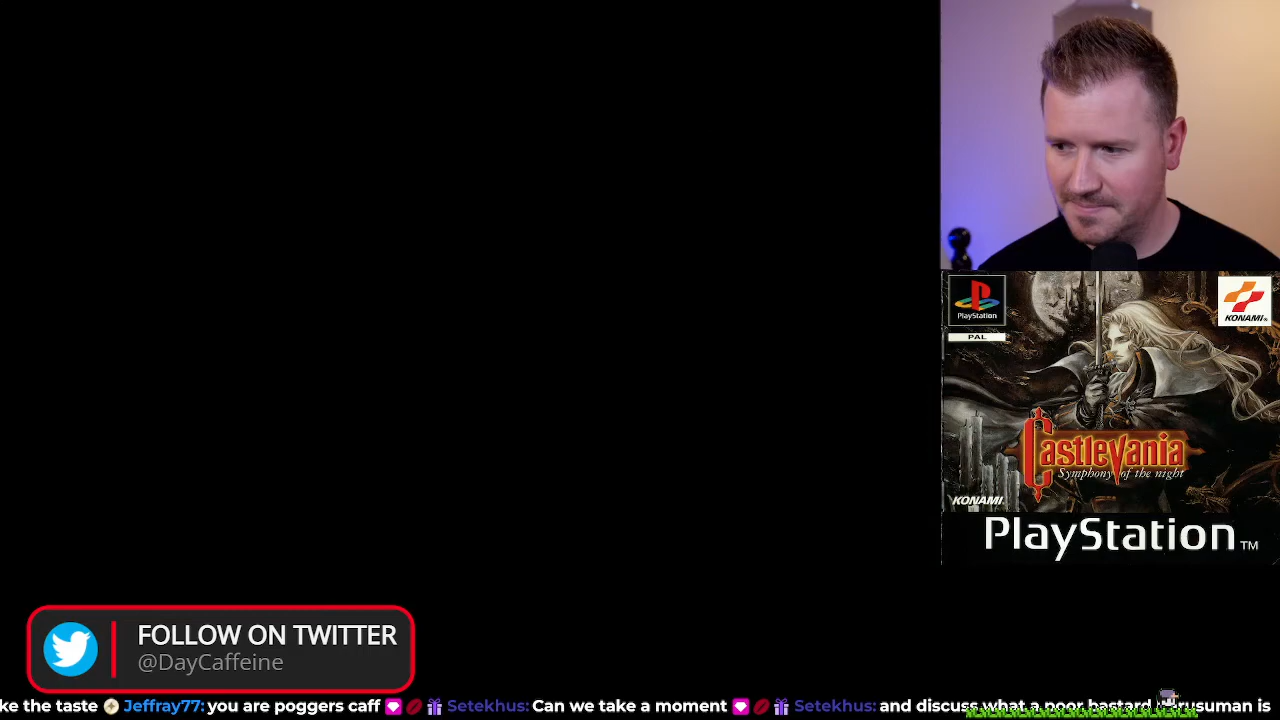 PlayStation
KONAMI
PAL
Castlevania
Symphony of the night
KONAMI
PlayStation TM
FOLLOW ON TWITTER
@DayCaffeine
ke the taste Jeffray77: you are poggers caff Setekhus: Can we take a moment Setekhus: and discuss what a poor bastard is